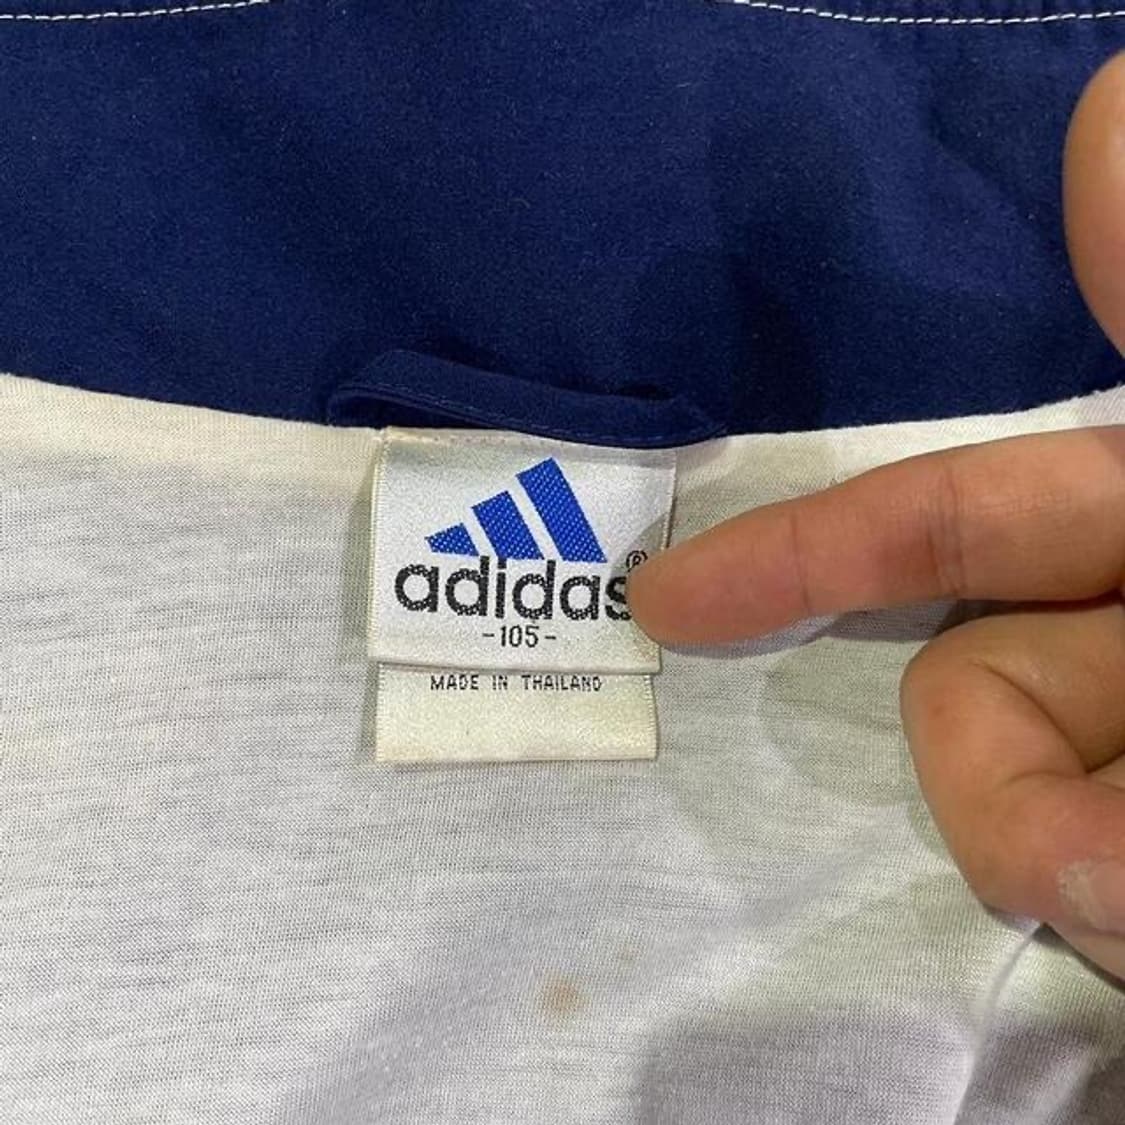 adidas®
-105-
MADE IN THAILAND